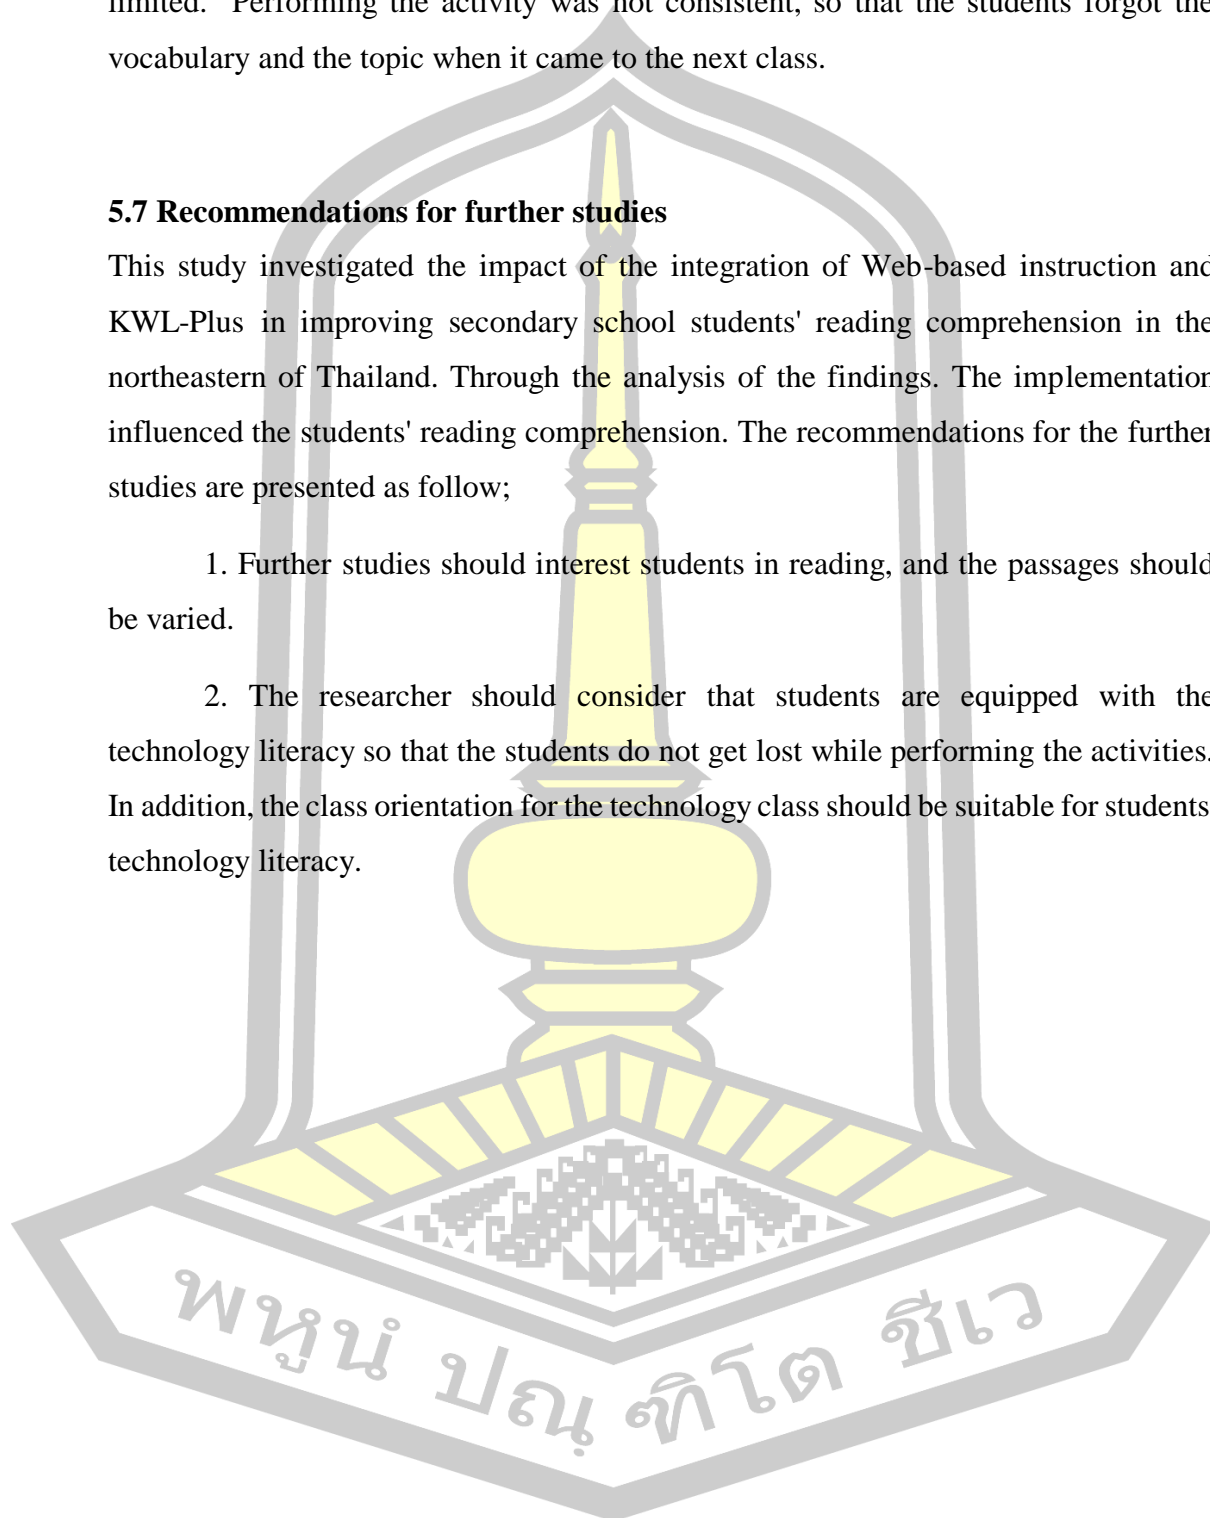 limited. Performing the activity was not consistent, so that the students forgot the
vocabulary and the topic when it came to the next class.
5.7 Recommendations for further studies
This study investigated the impact of the integration of Web-based instruction and
KWL-Plus in improving secondary school students' reading comprehension in the
northeastern of Thailand. Through the analysis of the findings. The implementation
influenced the students' reading comprehension. The recommendations for the further
studies are presented as follow;
1. Further studies should interest students in reading, and the passages should
be varied.
2. The researcher should consider that students are equipped with the
technology literacy so that the students do not get lost while performing the activities.
In addition, the class orientation for the technology class should be suitable for students
technology literacy.
พหูนํ ปณฺฑิโต ชีเว